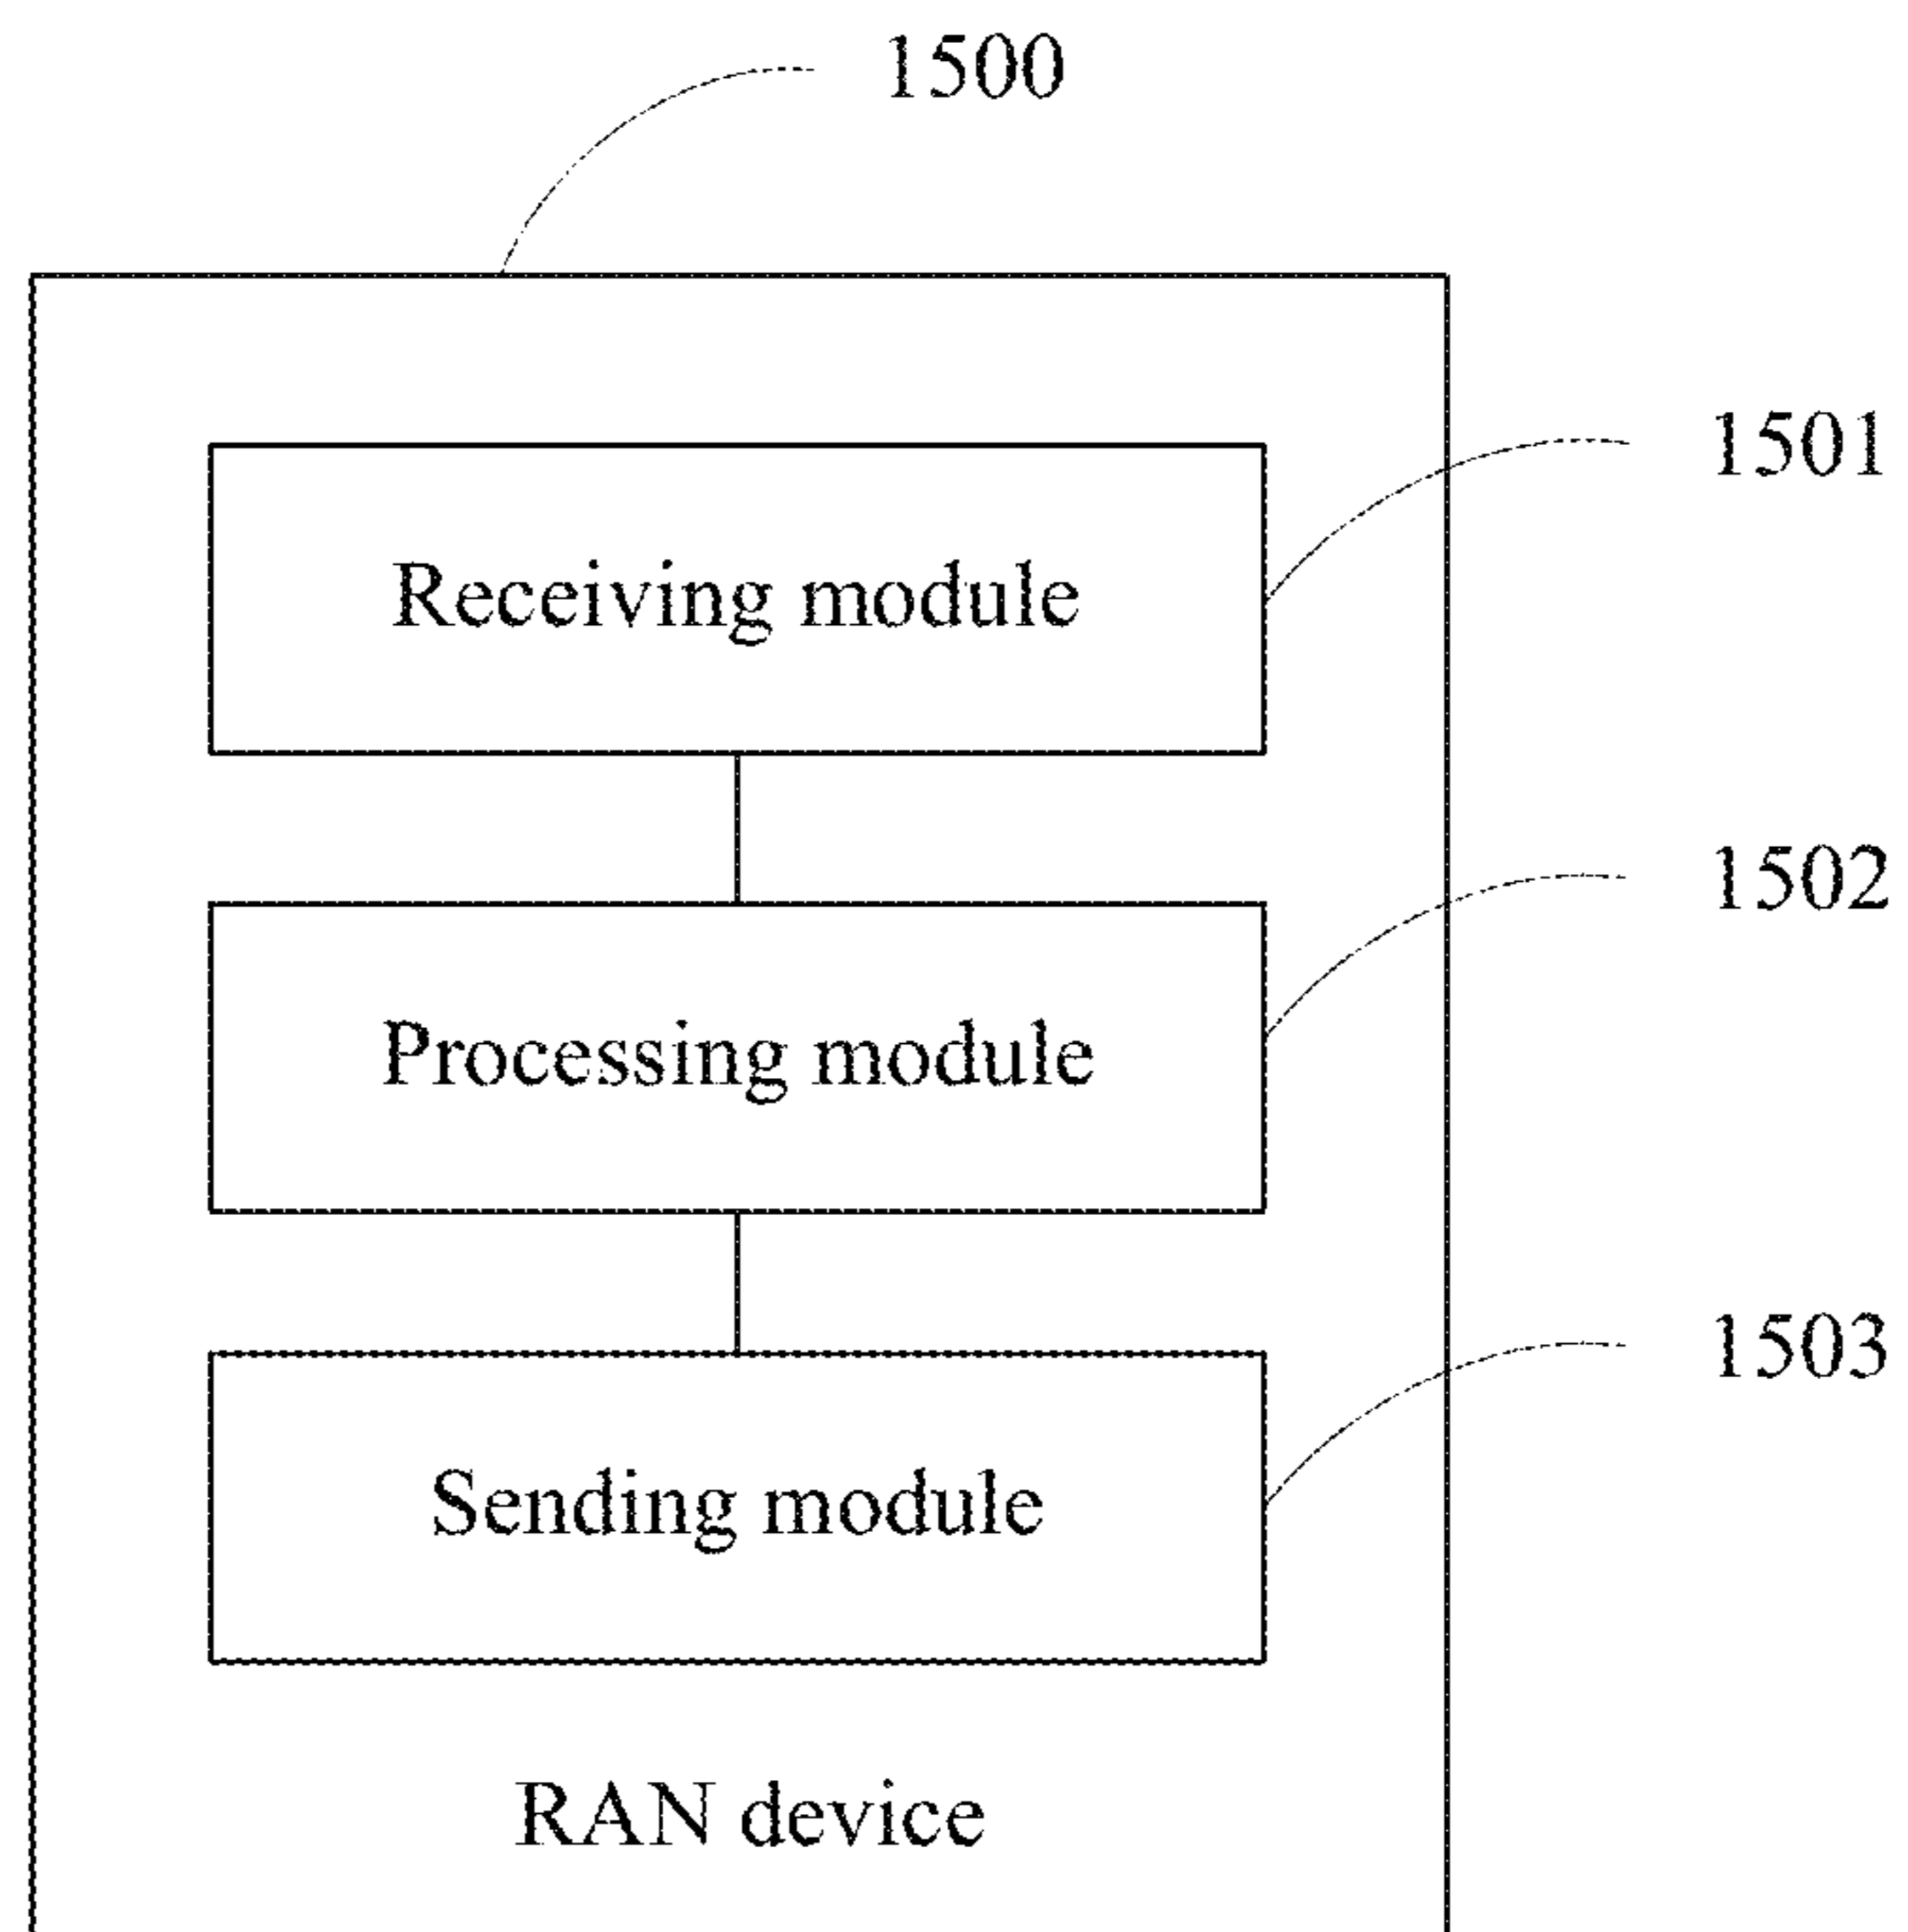 1500
1501
Receiving module
1502
Processing module
1503
Sending module
RAN device